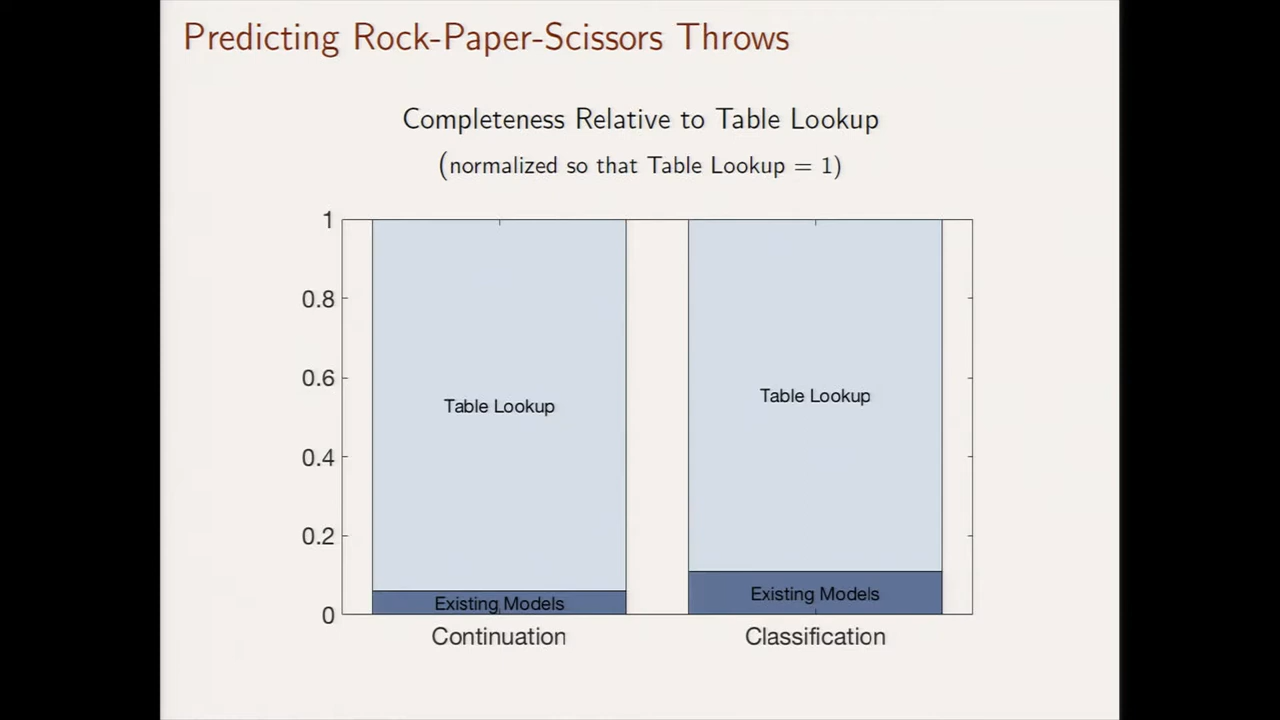 Predicting Rock-Paper-Scissors Throws
Completeness Relative to Table Lookup
(normalized so that Table Lookup = 1)
1
0.8
0.6
0.4
0.2
0
Table Lookup
Table Lookup
Existing Models
Existing Models
Continuation
Classification